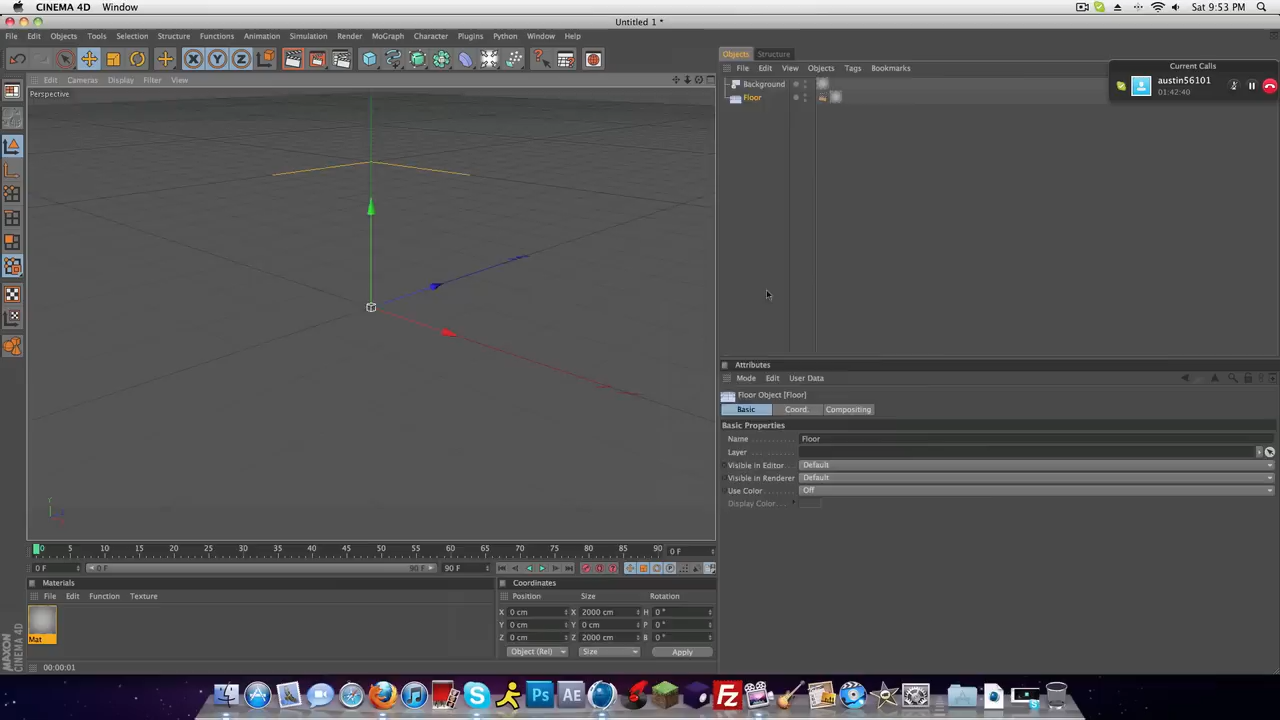 CINEMA 4D Window Sat 9:53 PM
Untitled 1 *
File Edit Objects Tools Selection Structure Functions Animation Simulation Render MoGraph Character Plugins Python Window Help
Objects Structure
File Edit View Objects Tags Bookmarks
Current Calls
austin56101
01:42:40
Edit Cameras Display Filter View
Perspective
Background
Floor
Attributes
Mode Edit User Data
Floor Object [Floor]
Basic Coord. Compositing
Basic Properties
Name Floor
Layer
Visible in Editor Default
Visible in Renderer Default
Use Color Off
Display Color
Y
0 5 10 15 20 25 30 35 40 45 50 55 60 65 70 75 80 85 90 0 F
0 F 0 F 90 F 90 F
Materials
File Edit Function Texture
Mat
Coordinates
Position Size Rotation
X 0 cm X 2000 cm H 0 °
Y 0 cm Y 0 cm P 0 °
Z 0 cm Z 2000 cm B 0 °
Object (Rel) Size Apply
MAXON CINEMA 4D
00:00:01
Ps Ae Fz